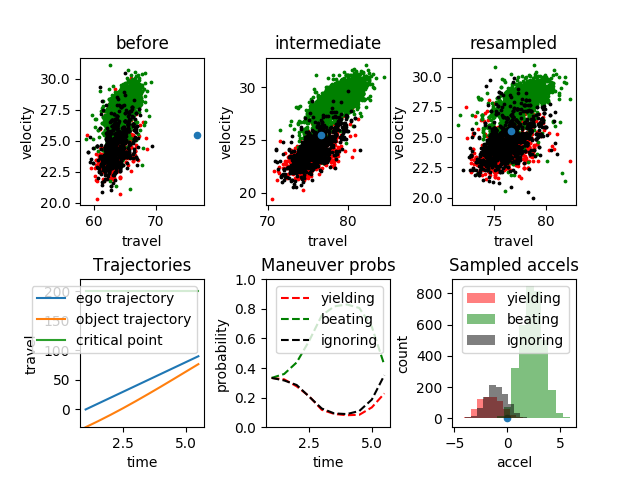 before
intermediate
resampled
velocity
30.0
27.5
25.0
22.5
20.0
60
70
travel
velocity
30
25
20
70
80
travel
velocity
30.0
27.5
25.0
22.5
20.0
75
80
travel
Trajectories
Maneuver probs
Sampled accels
travel
200
150
100
50
0
ego trajectory
object trajectory
critical point
2.5
5.0
time
probability
1.0
0.8
0.6
0.4
0.2
0.0
yielding
beating
ignoring
2.5
5.0
time
count
800
600
400
200
0
yielding
beating
ignoring
−5
0
5
accel